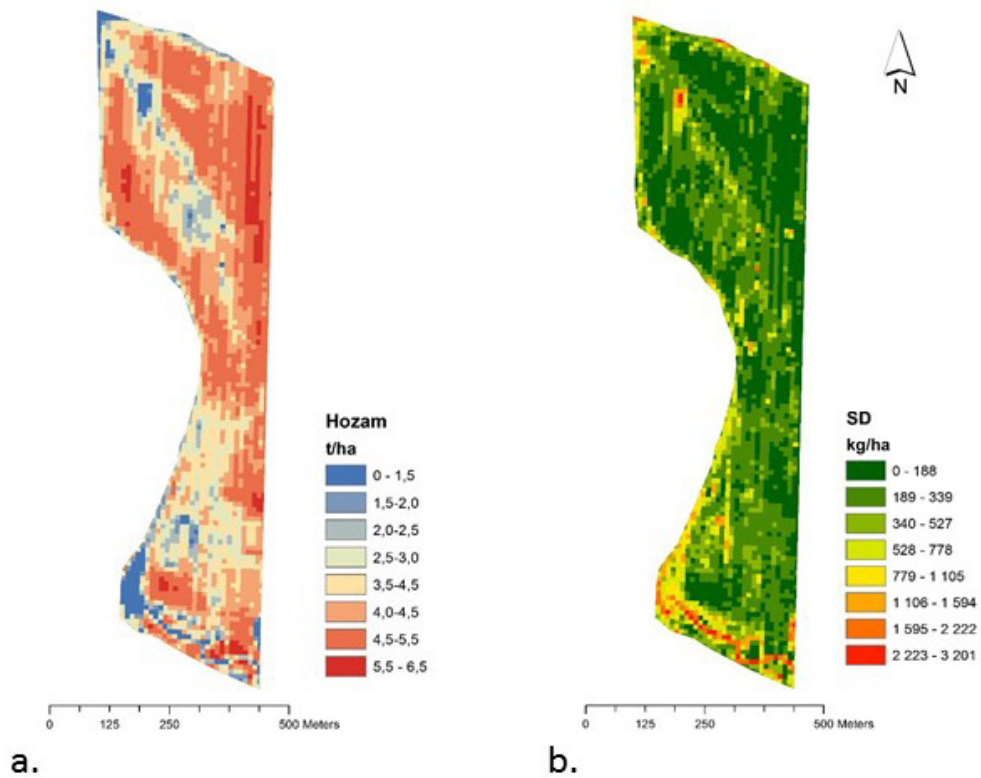 N
Hozam
t/ha
0 - 1,5
1,5-2,0
2,0-2,5
2,5-3,0
3,5-4,5
4,0-4,5
4,5-5,5
5,5 - 6,5
0 125 250 500 Meters
a.
SD
kg/ha
0 - 188
189 - 339
340 - 527
528 - 778
779 - 1 105
1 106 - 1 594
1 595 - 2 222
2 223 - 3 201
0 125 250 500 Meters
b.